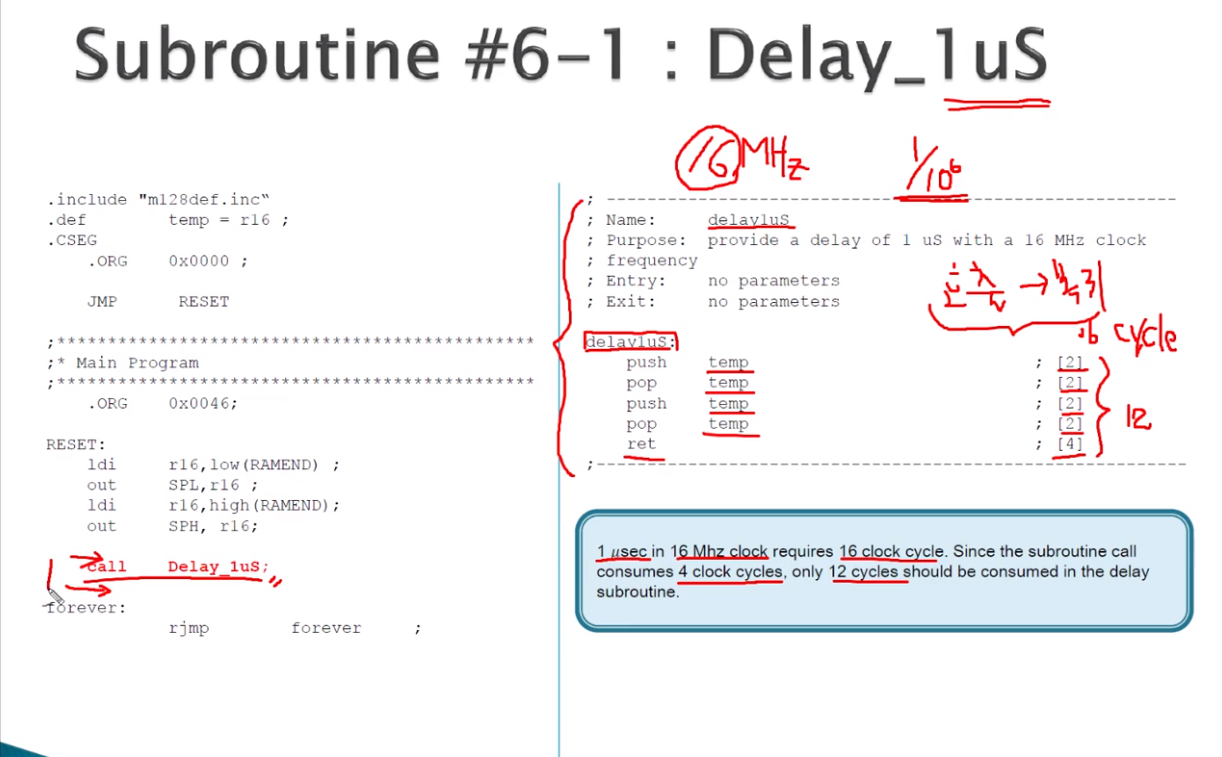 Subroutine #6-1 : Delay_1uS
16 MHz
1/10⁶
.include "m128def.inc“
.def temp = r16 ;
.CSEG
.ORG 0x0000 ;
JMP RESET
;***********************************************
;* Main Program
;***********************************************
.ORG 0x0046;
RESET:
ldi r16,low(RAMEND) ;
out SPL,r16 ;
ldi r16,high(RAMEND);
out SPH, r16;
call Delay_1uS;
forever:
rjmp forever ;
; ---------------------------------------------------------
; Name: delay1uS
; Purpose: provide a delay of 1 uS with a 16 MHz clock
; frequency
; Entry: no parameters
; Exit: no parameters
16 cycle
delay1uS:
push temp ; [2]
pop temp ; [2]
push temp ; [2]
pop temp ; [2]
ret ; [4]
12
;----------------------------------------------------------
1 μsec in 16 Mhz clock requires 16 clock cycle. Since the subroutine call
consumes 4 clock cycles, only 12 cycles should be consumed in the delay
subroutine.